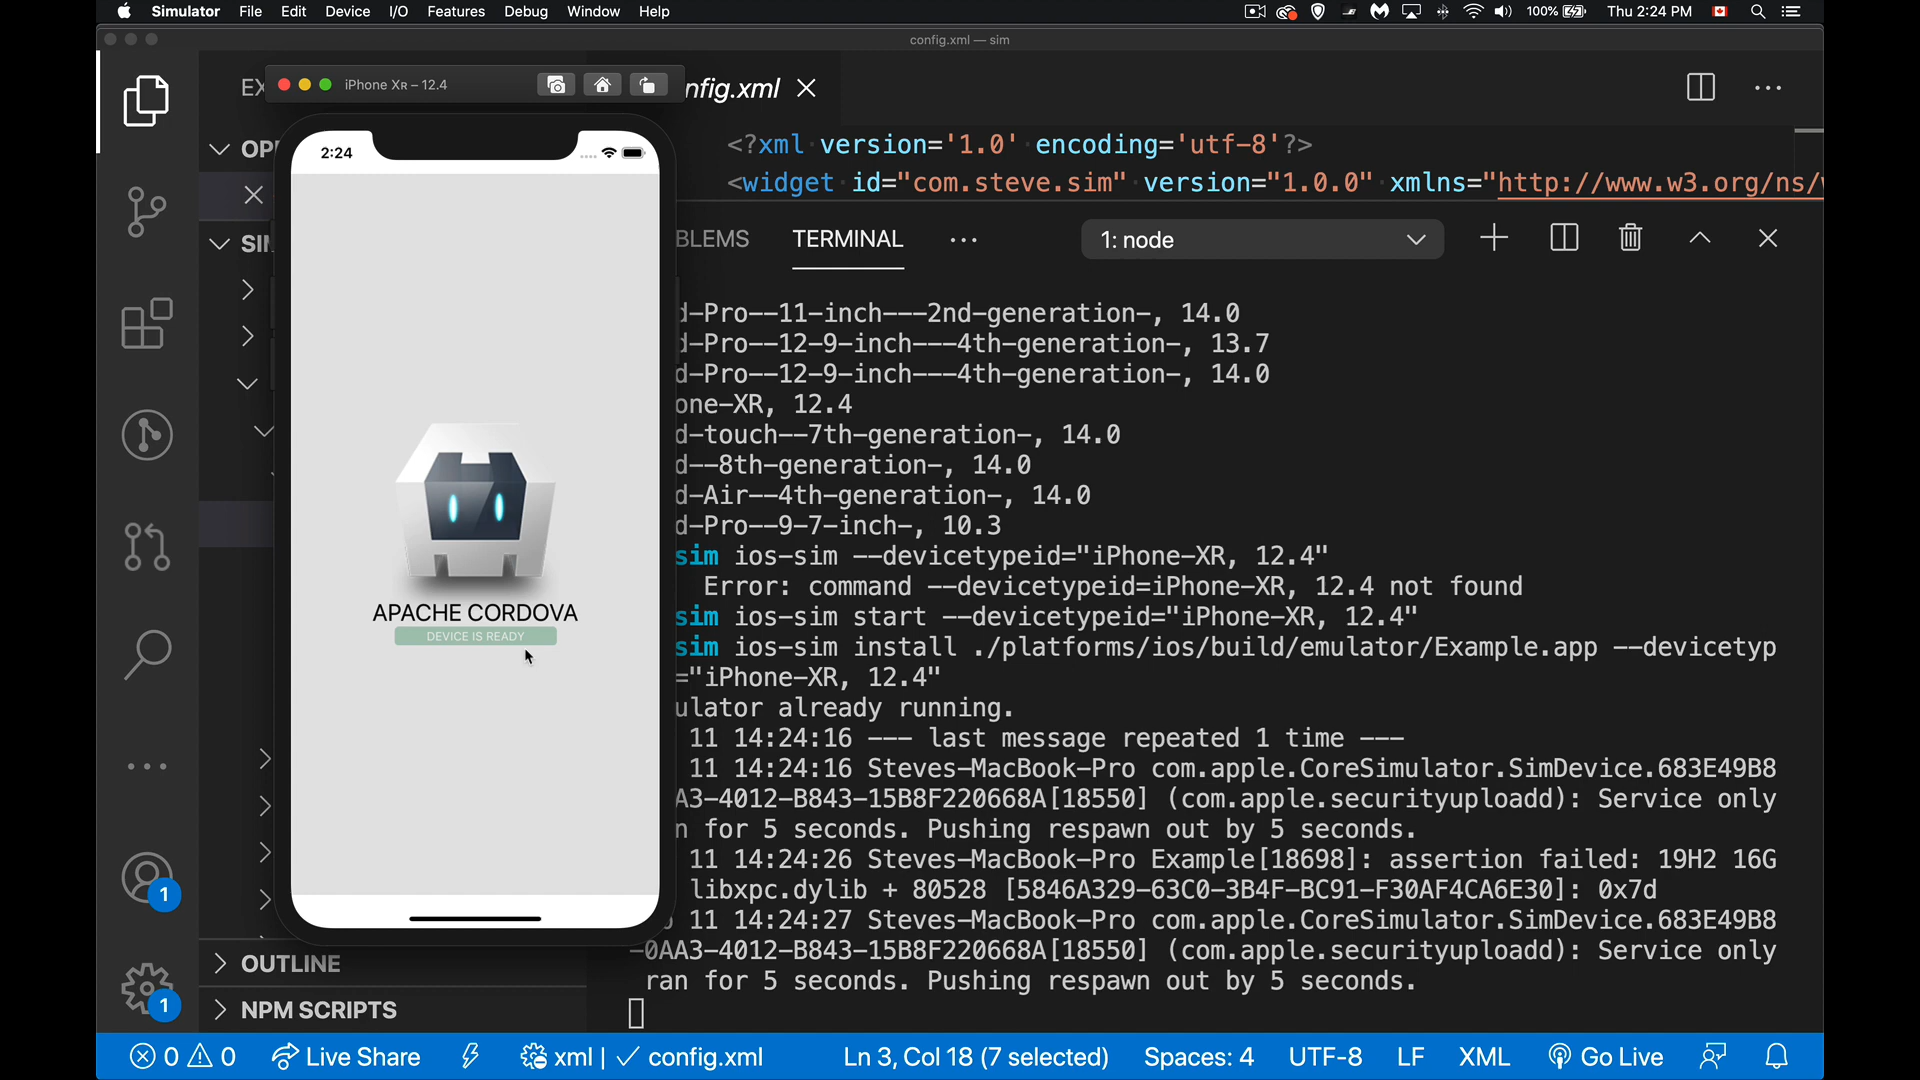 Simulator File Edit Device I/O Features Debug Window Help 100% Thu 2:24 PM
config.xml — sim
EX
iPhone XR – 12.4
nfig.xml
OPE
SIM
2:24
APACHE CORDOVA
DEVICE IS READY
<?xml version='1.0' encoding='utf-8'?>
<widget id="com.steve.sim" version="1.0.0" xmlns="http://www.w3.org/ns/
BLEMS TERMINAL ··· 1: node
d-Pro--11-inch---2nd-generation-, 14.0
d-Pro--12-9-inch---4th-generation-, 13.7
d-Pro--12-9-inch---4th-generation-, 14.0
one-XR, 12.4
d-touch--7th-generation-, 14.0
d--8th-generation-, 14.0
d-Air--4th-generation-, 14.0
d-Pro--9-7-inch-, 10.3
sim ios-sim --devicetypeid="iPhone-XR, 12.4"
Error: command --devicetypeid=iPhone-XR, 12.4 not found
sim ios-sim start --devicetypeid="iPhone-XR, 12.4"
sim ios-sim install ./platforms/ios/build/emulator/Example.app --devicetyp
="iPhone-XR, 12.4"
ulator already running.
11 14:24:16 --- last message repeated 1 time ---
11 14:24:16 Steves-MacBook-Pro com.apple.CoreSimulator.SimDevice.683E49B8
AA3-4012-B843-15B8F220668A[18550] (com.apple.securityuploadd): Service only
n for 5 seconds. Pushing respawn out by 5 seconds.
11 14:24:26 Steves-MacBook-Pro Example[18698]: assertion failed: 19H2 16G
libxpc.dylib + 80528 [5846A329-63C0-3B4F-BC91-F30AF4CA6E30]: 0x7d
11 14:24:27 Steves-MacBook-Pro com.apple.CoreSimulator.SimDevice.683E49B8
-0AA3-4012-B843-15B8F220668A[18550] (com.apple.securityuploadd): Service only
ran for 5 seconds. Pushing respawn out by 5 seconds.
1
1
OUTLINE
NPM SCRIPTS
0 0 Live Share xml | config.xml Ln 3, Col 18 (7 selected) Spaces: 4 UTF-8 LF XML Go Live